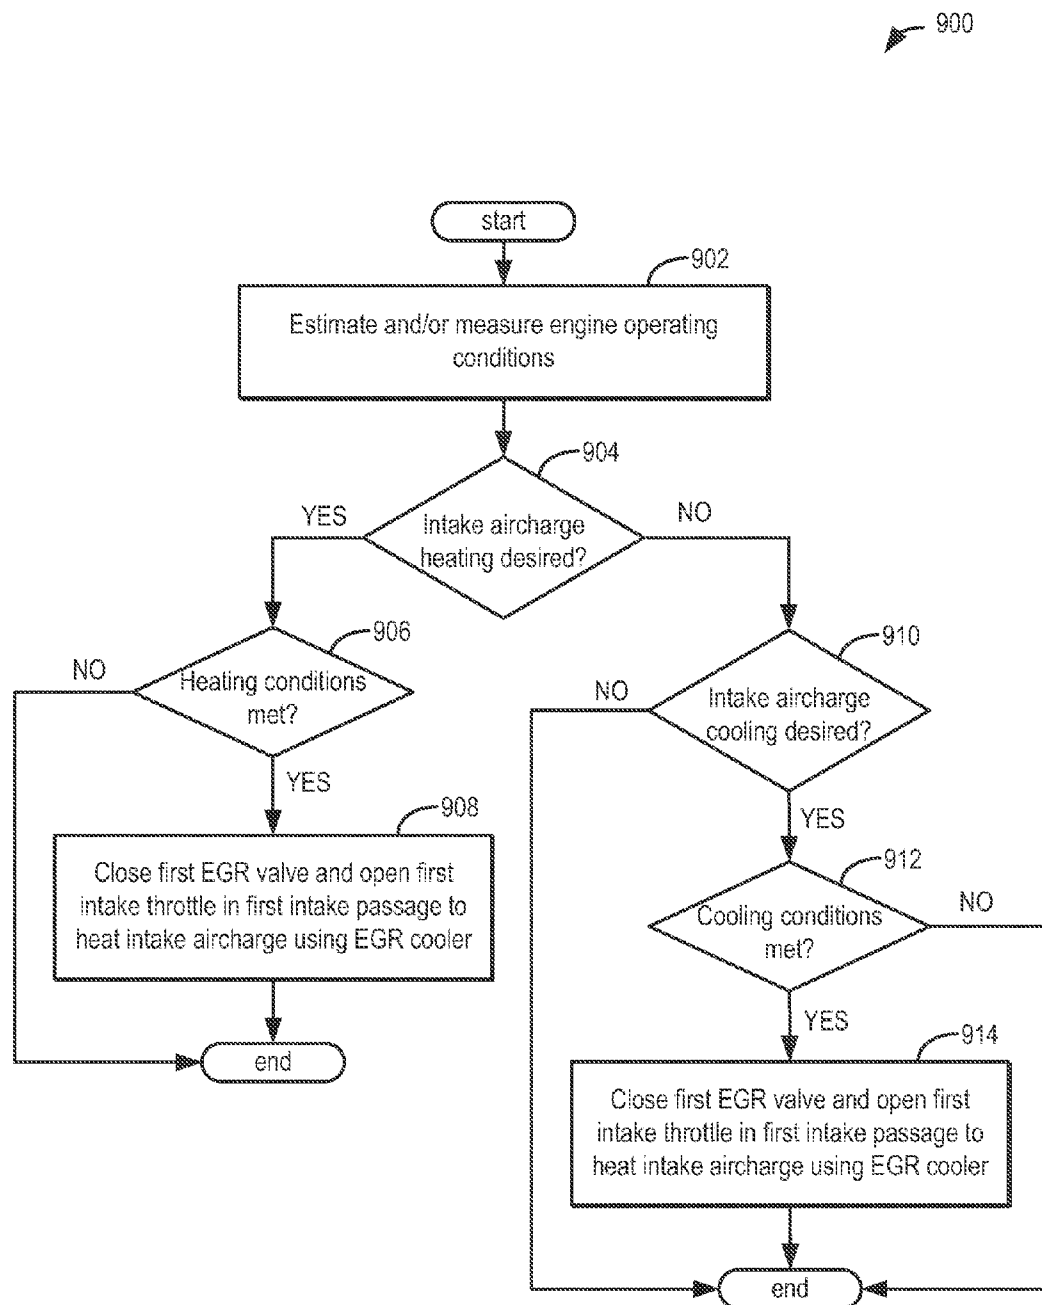 900
start
902
Estimate and/or measure engine operating
conditions
904
YES
NO
Intake aircharge
heating desired?
906
NO
Heating conditions
met?
YES
908
Close first EGR valve and open first
intake throttle in first intake passage to
heat intake aircharge using EGR cooler
end
910
NO
Intake aircharge
cooling desired?
YES
912
Cooling conditions
met?
NO
YES
914
Close first EGR valve and open first
intake throttle in first intake passage to
heat intake aircharge using EGR cooler
end